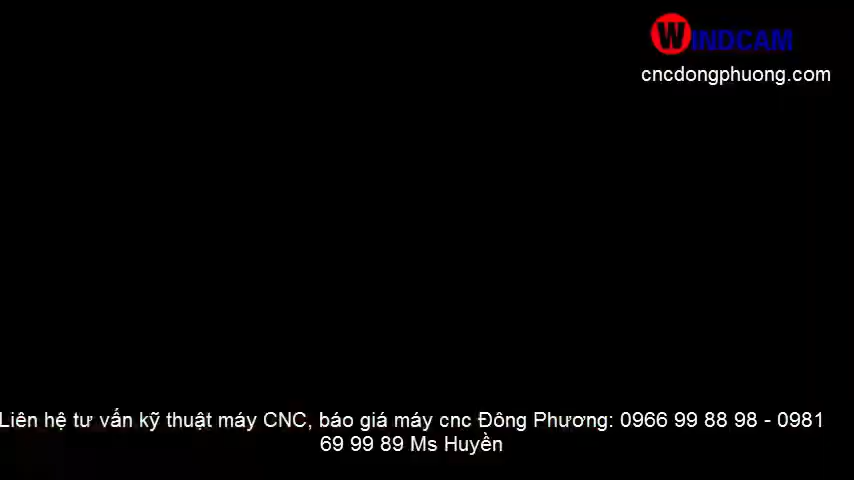 WINDCAM
cncdongphuong.com
Liên hệ tư vấn kỹ thuật máy CNC, báo giá máy cnc Đông Phương: 0966 99 88 98 - 0981
69 99 89 Ms Huyền